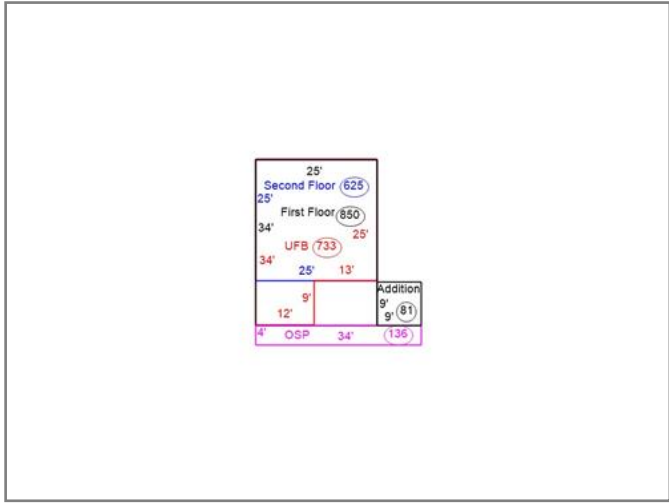 25'
Second Floor 625
25'
First Floor 850
34'
25'
UFB 733
34'
25' 13'
Addition
9' 9'
12' 9' 81
4' OSP 34' 136